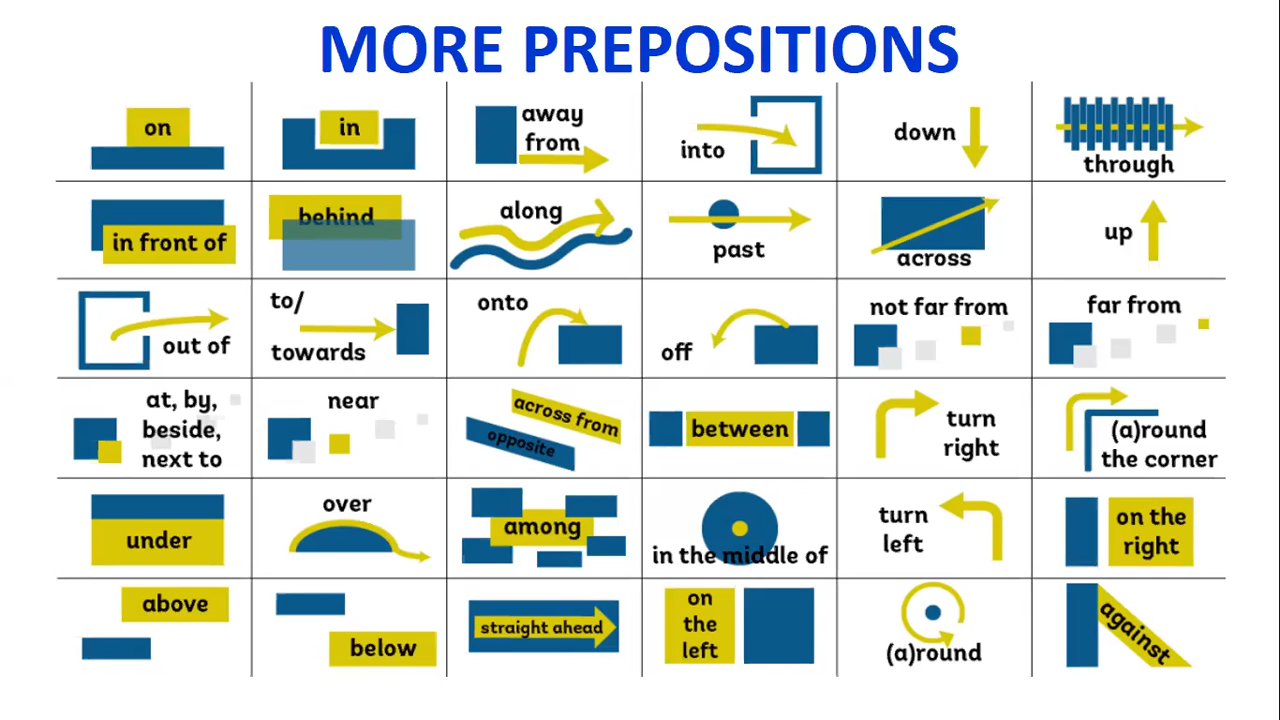 MORE PREPOSITIONS
on
in
away
from
into
down
through
in front of
behind
along
past
across
up
out of
to/
towards
onto
off
not far from
far from
at, by,
beside,
next to
near
across from
opposite
between
turn
right
(a)round
the corner
under
over
among
in the middle of
turn
left
on the
right
above
below
straight ahead
on
the
left
(a)round
against